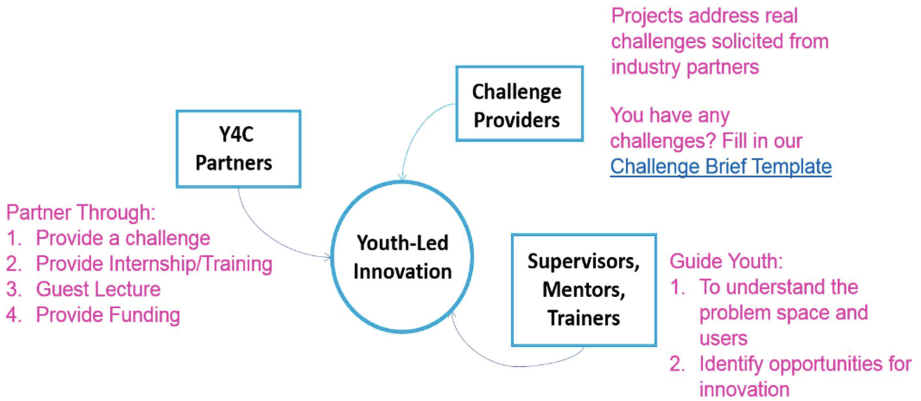 Projects address real
challenges solicited from
industry partners
You have any
challenges? Fill in our
Challenge Brief Template
Challenge
Providers
Y4C
Partners
Partner Through:
1. Provide a challenge
2. Provide Internship/Training
3. Guest Lecture
4. Provide Funding
Youth-Led
Innovation
Supervisors,
Mentors,
Trainers
Guide Youth:
1. To understand the
problem space and
users
2. Identify opportunities for
innovation